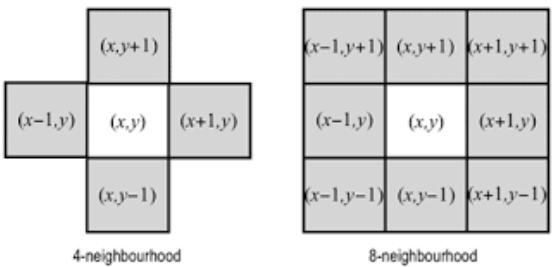 (x,y+1)
(x−1,y) (x,y) (x+1,y)
(x,y−1)
4-neighbourhood
(x−1,y+1) (x,y+1) (x+1,y+1)
(x−1,y) (x,y) (x+1,y)
(x−1,y−1) (x,y−1) (x+1,y−1)
8-neighbourhood